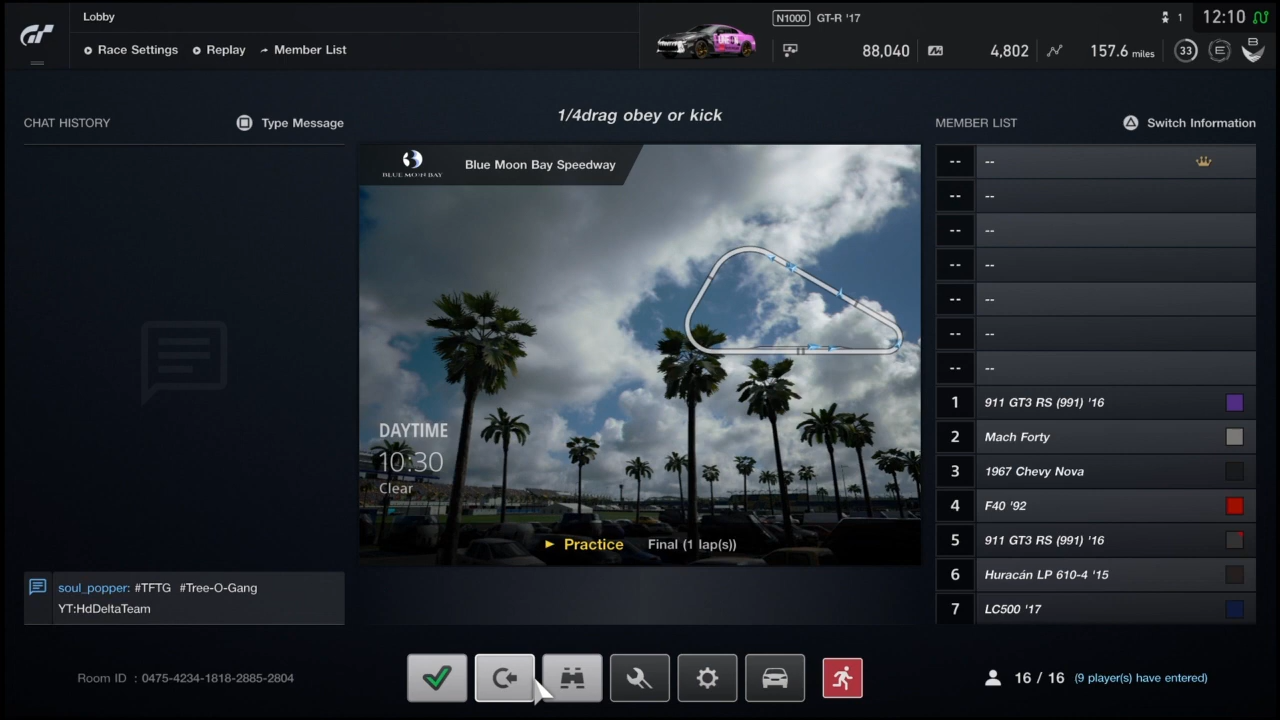 Lobby
N1000 GT-R '17
1 12:10
Race Settings Replay Member List
88,040 4,802 157.6 miles 33 E B
CHAT HISTORY Type Message
1/4drag obey or kick
MEMBER LIST Switch Information
BLUE MOON BAY Blue Moon Bay Speedway
-- --
-- --
-- --
-- --
-- --
-- --
-- --
1 911 GT3 RS (991) '16
2 Mach Forty
3 1967 Chevy Nova
4 F40 '92
5 911 GT3 RS (991) '16
6 Huracán LP 610-4 '15
7 LC500 '17
DAYTIME
10:30
Clear
Practice Final (1 lap(s))
soul_popper: #TFTG #Tree-O-Gang
YT:HdDeltaTeam
Room ID : 0475-4234-1818-2885-2804
16 / 16 (9 player(s) have entered)